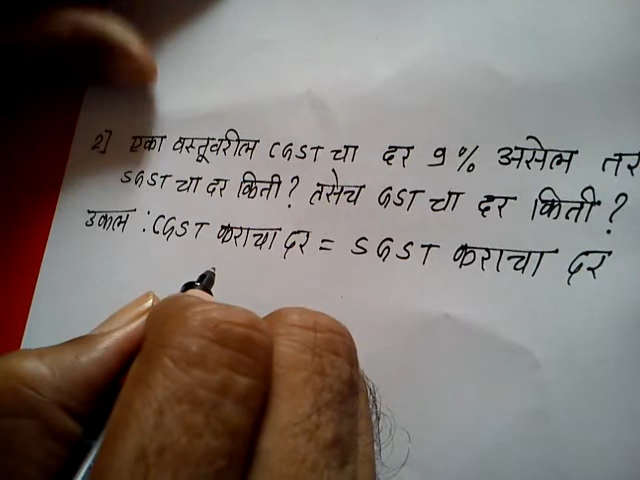 2] एका वस्तूवरील CGST चा दर 9% असेल तर
SGST चा दर किती? तसेच GST चा दर किती?
उकल : CGST कराचा दर = SGST कराचा दर